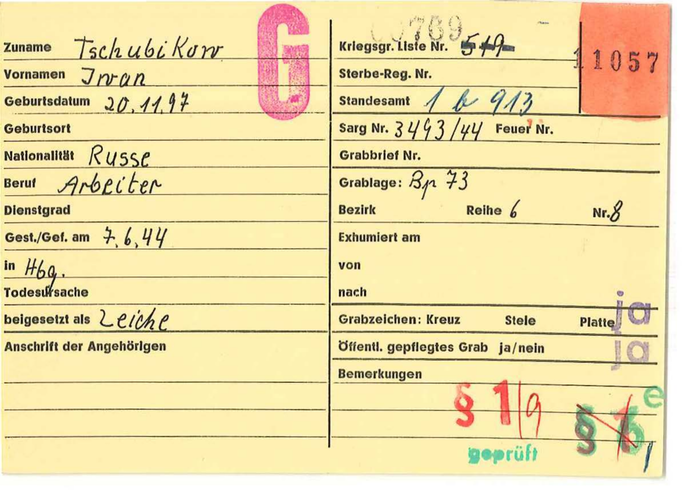 G
Zuname Tschubikow
Vornamen Iwan
Geburtsdatum 20.11.97
Geburtsort
Nationalität Russe
Beruf Arbeiter
Dienstgrad
Gest./Gef. am 7.6.44
in Hbg.
Todesursache
beigesetzt als Leiche
Anschrift der Angehörigen
769
Kriegsgr. Liste Nr. 519
11057
Sterbe-Reg. Nr.
Standesamt 1 b 913
Sarg Nr. 3493/44 Feuer Nr.
Grabbrief Nr.
Grablage: Bp 73
Bezirk Reihe 6 Nr. 8
Exhumiert am
von
nach
Grabzeichen: Kreuz Stele Platte ja
Öffentl. gepflegtes Grab ja/nein ja
Bemerkungen
e
§ 1/9 §
geprüft